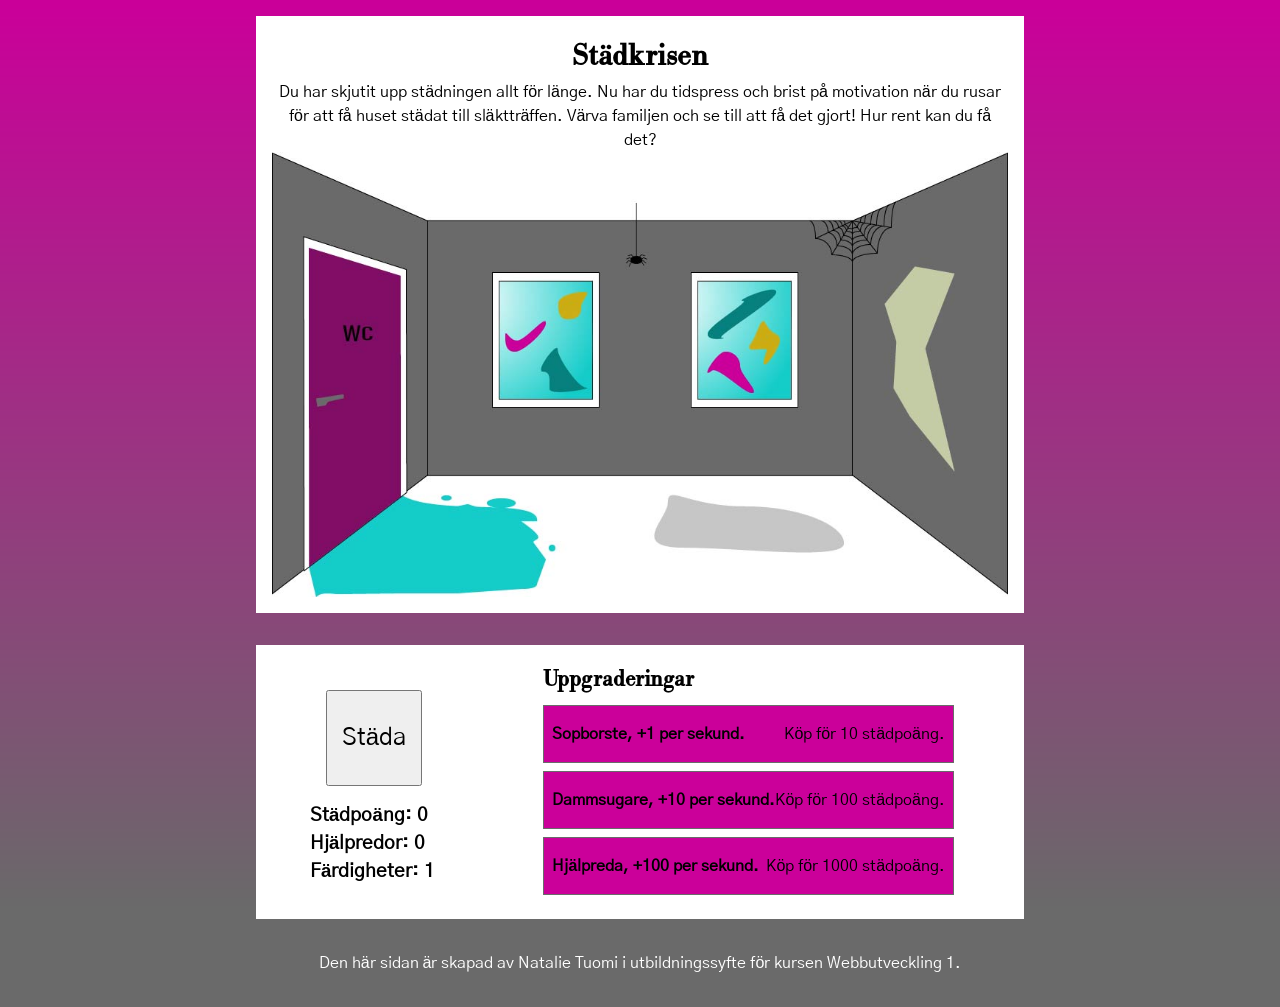 Städkrisen
Du har skjutit upp städningen allt för länge. Nu har du tidspress och brist på motivation när du rusar
för att få huset städat till släktträffen. Värva familjen och se till att få det gjort! Hur rent kan du få
det?
WC
Städa
Städpoäng: 0
Hjälpredor: 0
Färdigheter: 1
Uppgraderingar
Sopborste, +1 per sekund. Köp för 10 städpoäng.
Dammsugare, +10 per sekund. Köp för 100 städpoäng.
Hjälpreda, +100 per sekund. Köp för 1000 städpoäng.
Den här sidan är skapad av Natalie Tuomi i utbildningssyfte för kursen Webbutveckling 1.